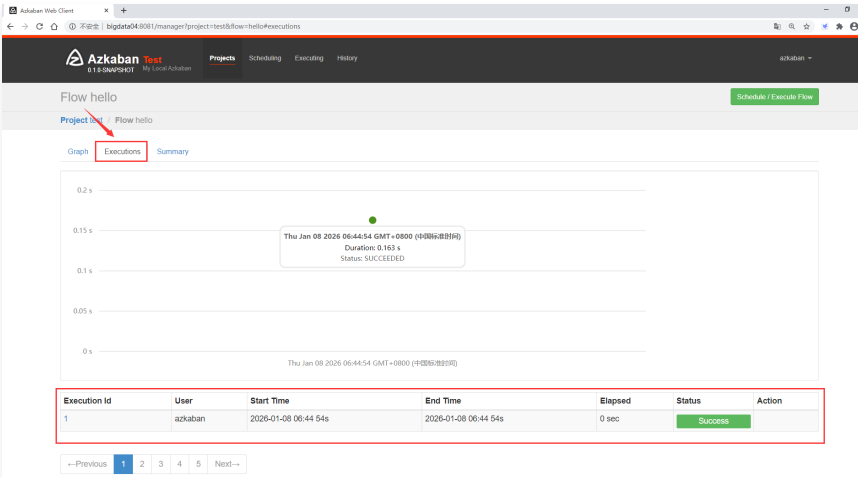 Azkaban Web Client
不安全 | bigdata04:8081/manager?project=test&flow=hello#executions
Azkaban Test
0.1.0-SNAPSHOT My Local Azkaban
Projects Scheduling Executing History
azkaban
Flow hello
Schedule / Execute Flow
Project test / Flow hello
Graph Executions Summary
0.2 s
0.15 s
Thu Jan 08 2026 06:44:54 GMT+0800 (中国标准时间)
Duration: 0.163 s
Status: SUCCEEDED
0.1 s
0.05 s
0 s
Thu Jan 08 2026 06:44:54 GMT+0800 (中国标准时间)
Execution Id User Start Time End Time Elapsed Status Action
1 azkaban 2026-01-08 06:44 54s 2026-01-08 06:44 54s 0 sec Success
←Previous 1 2 3 4 5 Next→